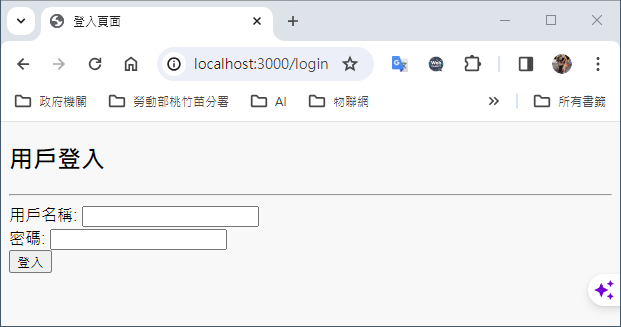 登入頁面
localhost:3000/login
政府機關
勞動部桃竹苗分署
AI
物聯網
所有書籤
用戶登入
用戶名稱:
密碼:
登入